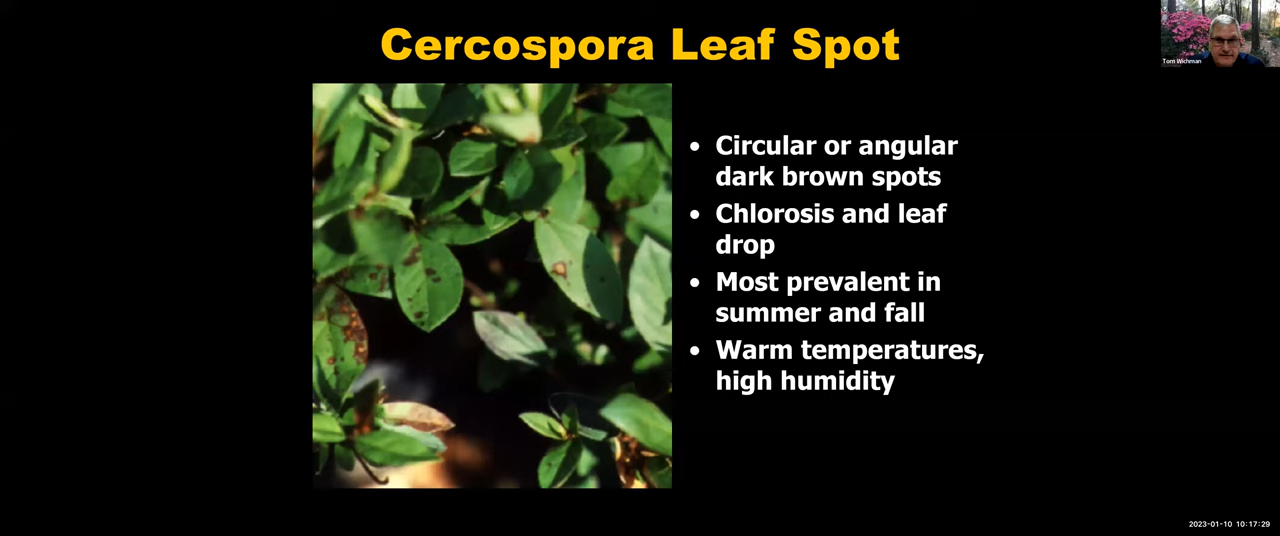 Cercospora Leaf Spot
Tom Wichman
• Circular or angular
dark brown spots
• Chlorosis and leaf
drop
• Most prevalent in
summer and fall
• Warm temperatures,
high humidity
2023-01-10 10:17:29